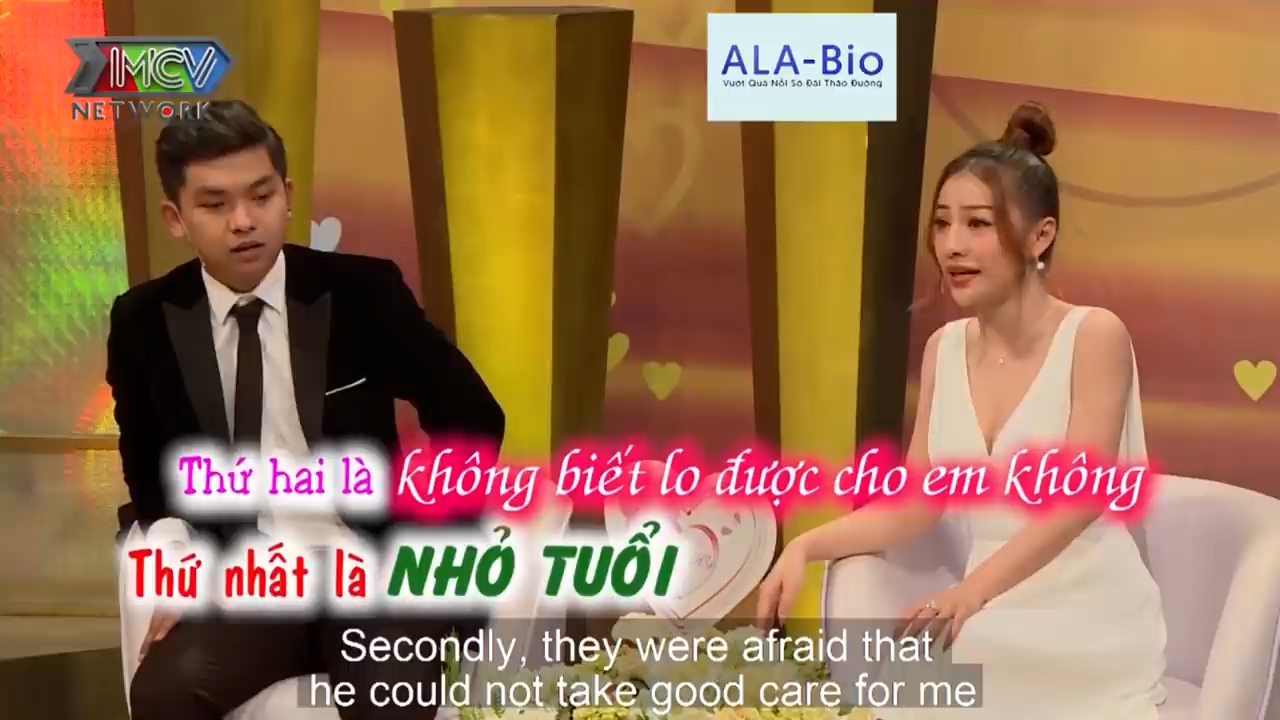 MCV
NETWORK
ALA-Bio
Vượt Qua Nỗi Sợ Đái Tháo Đường
Thứ hai là không biết lo được cho em không
Thứ nhất là NHỎ TUỔI
Secondly, they were afraid that
he could not take good care for me